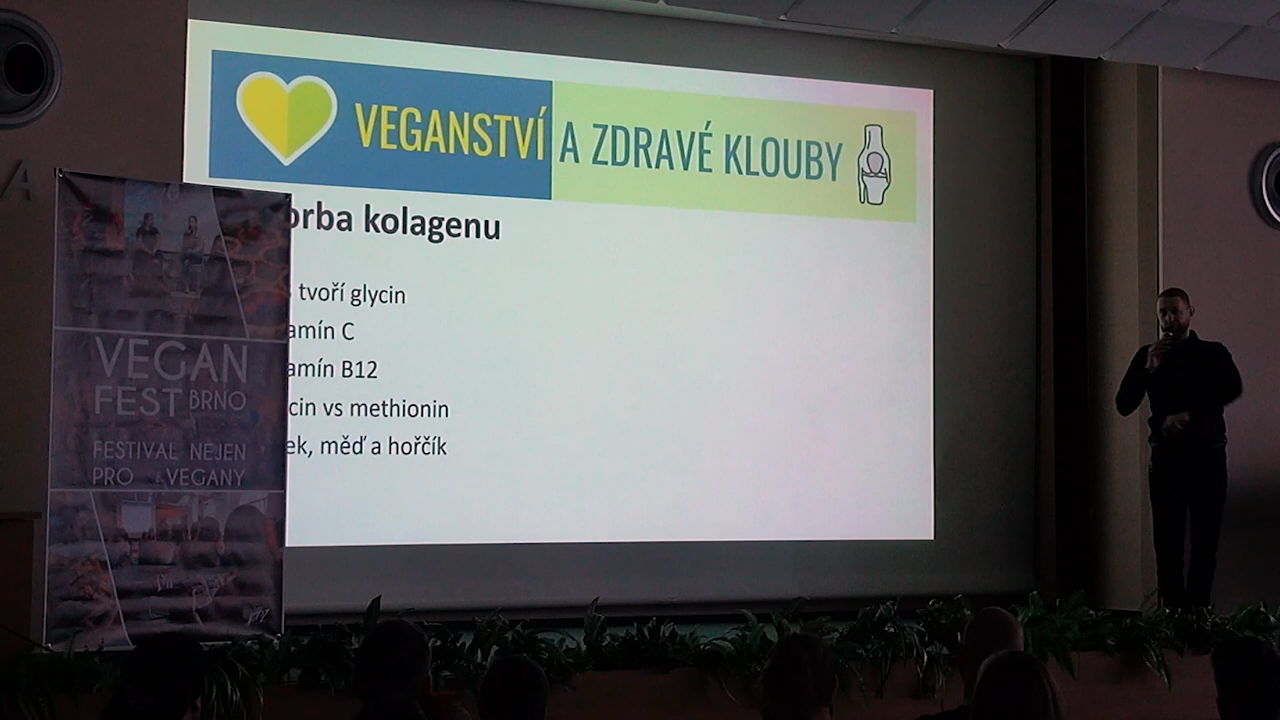 VEGANSTVÍ A ZDRAVÉ KLOUBY
orba kolagenu
tvoří glycin
amín C
amín B12
cin vs methionin
ek, měď a hořčík
A
VEGAN
FEST BRNO
FESTIVAL NEJEN
PRO VEGANY